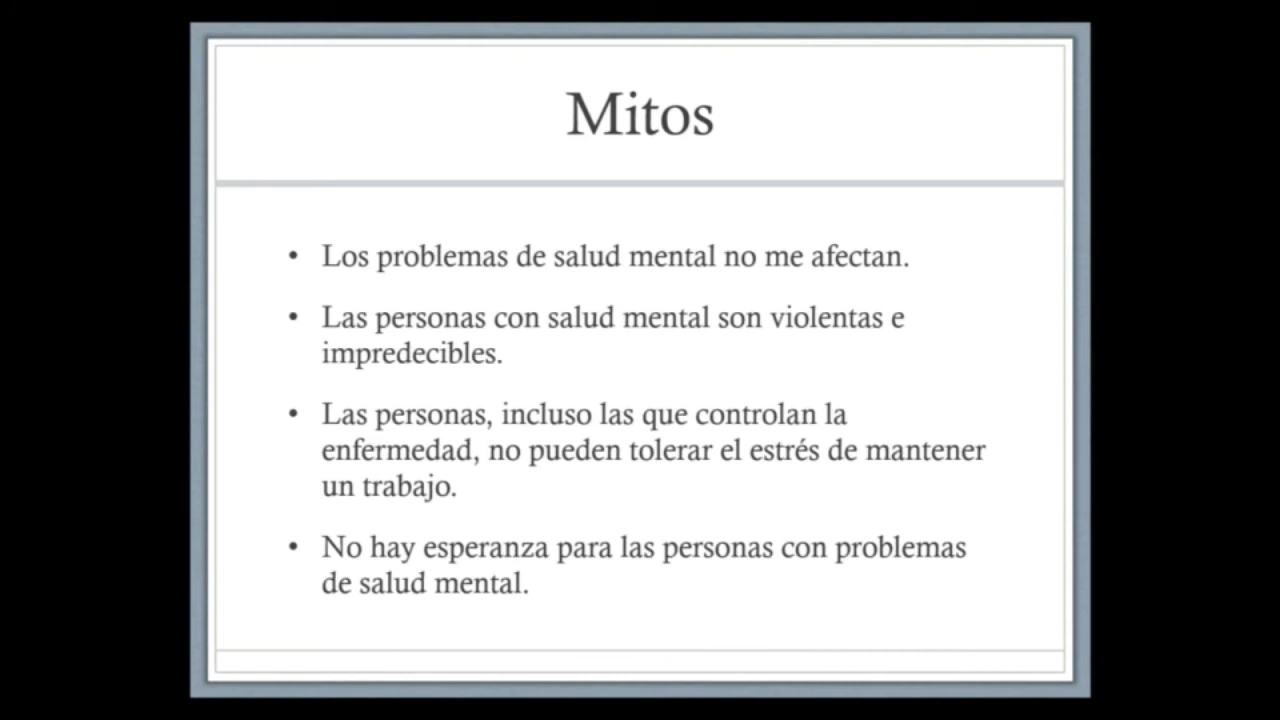 Mitos
• Los problemas de salud mental no me afectan.
• Las personas con salud mental son violentas e
impredecibles.
• Las personas, incluso las que controlan la
enfermedad, no pueden tolerar el estrés de mantener
un trabajo.
• No hay esperanza para las personas con problemas
de salud mental.